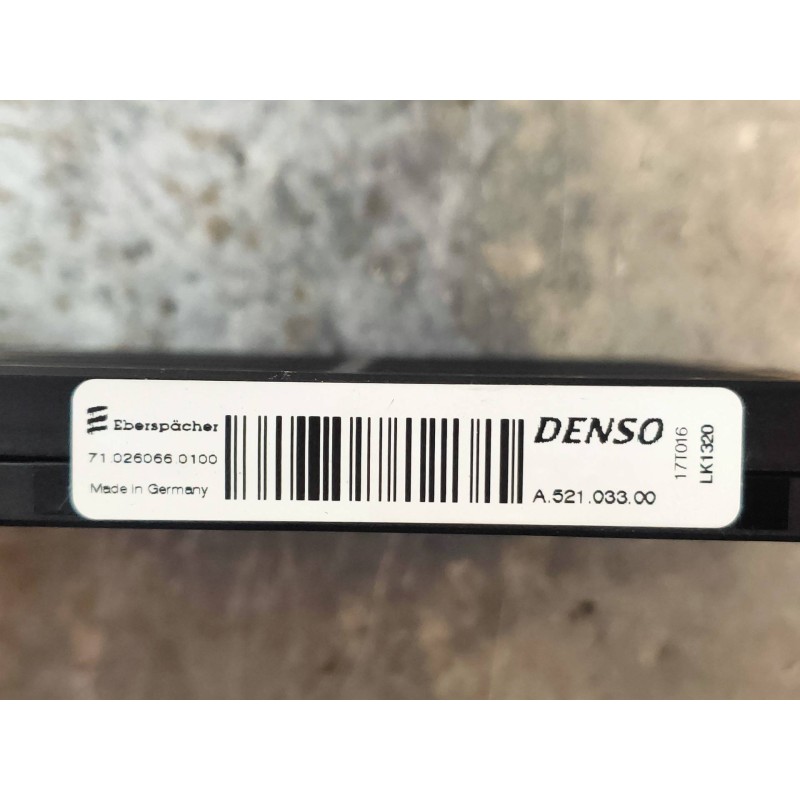 Eberspächer
71.026066.0100
Made in Germany
DENSO
A.521.033.00
17T016
LK1320